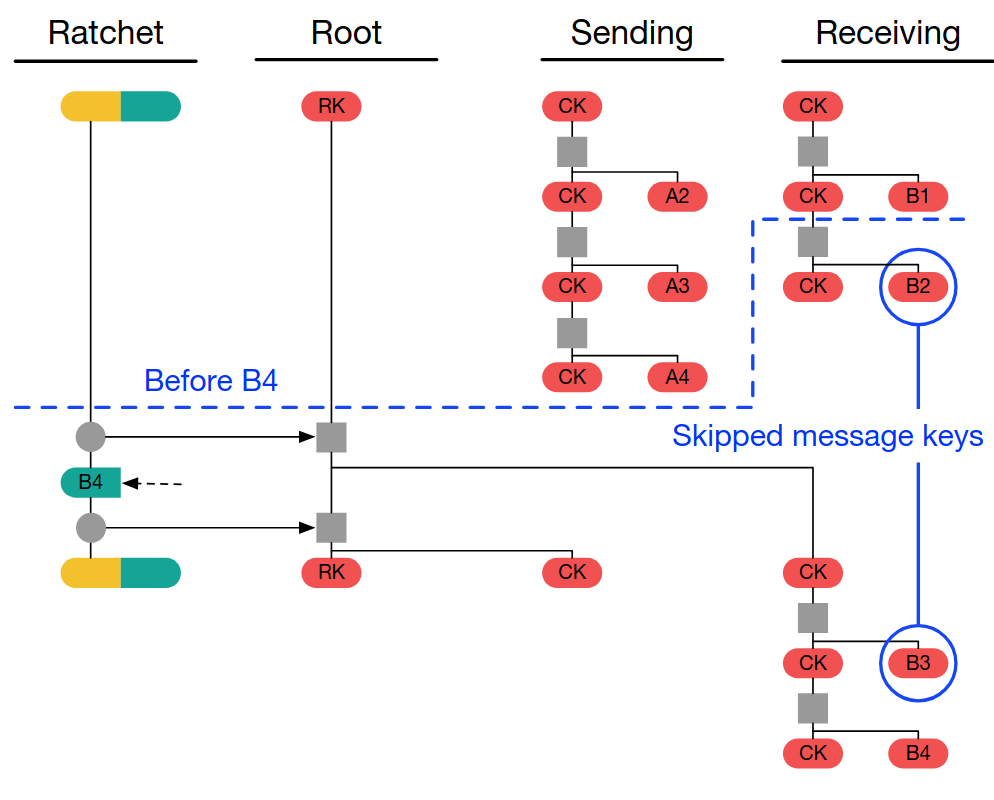 Ratchet Root Sending Receiving
RK CK CK
CK A2 CK B1
CK A3 CK B2
CK A4
Before B4
Skipped message keys
B4
RK CK CK
CK B3
CK B4